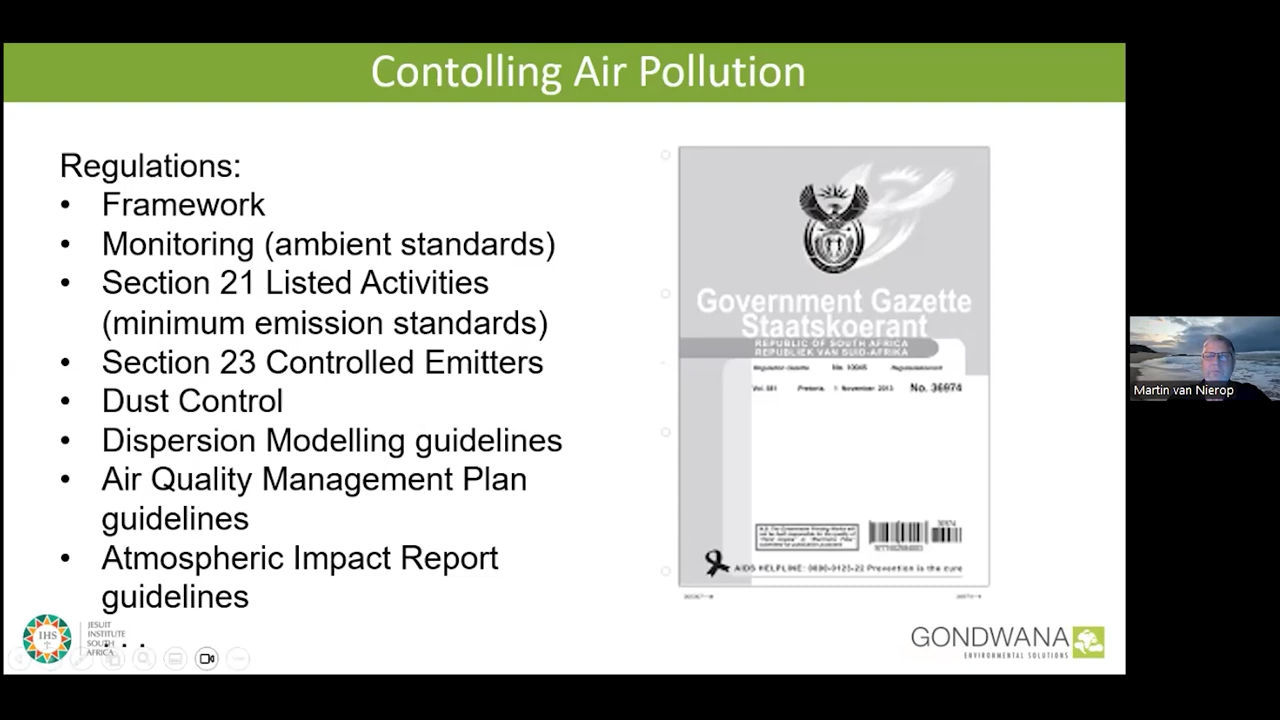 Contolling Air Pollution
Regulations:
• Framework
• Monitoring (ambient standards)
• Section 21 Listed Activities
(minimum emission standards)
• Section 23 Controlled Emitters
• Dust Control
• Dispersion Modelling guidelines
• Air Quality Management Plan
guidelines
• Atmospheric Impact Report
guidelines
Government Gazette
Staatskoerant
REPUBLIC OF SOUTH AFRICA
REPUBLIEK VAN SUID-AFRIKA
Pretoria, 1 November 2013
No. 36974
AIDS HELPLINE: 0800-0123-22 Prevention is the cure
Martin van Nierop
IHS
JESUIT
INSTITUTE
SOUTH
AFRICA
GONDWANA
ENVIRONMENTAL SOLUTIONS